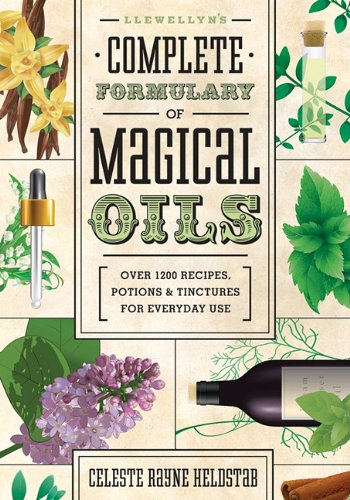 LLEWELLYN'S
COMPLETE
FORMULARY
OF
MAGICAL
OILS
OVER 1200 RECIPES,
POTIONS & TINCTURES
FOR EVERYDAY USE
CELESTE RAYNE HELDSTAB